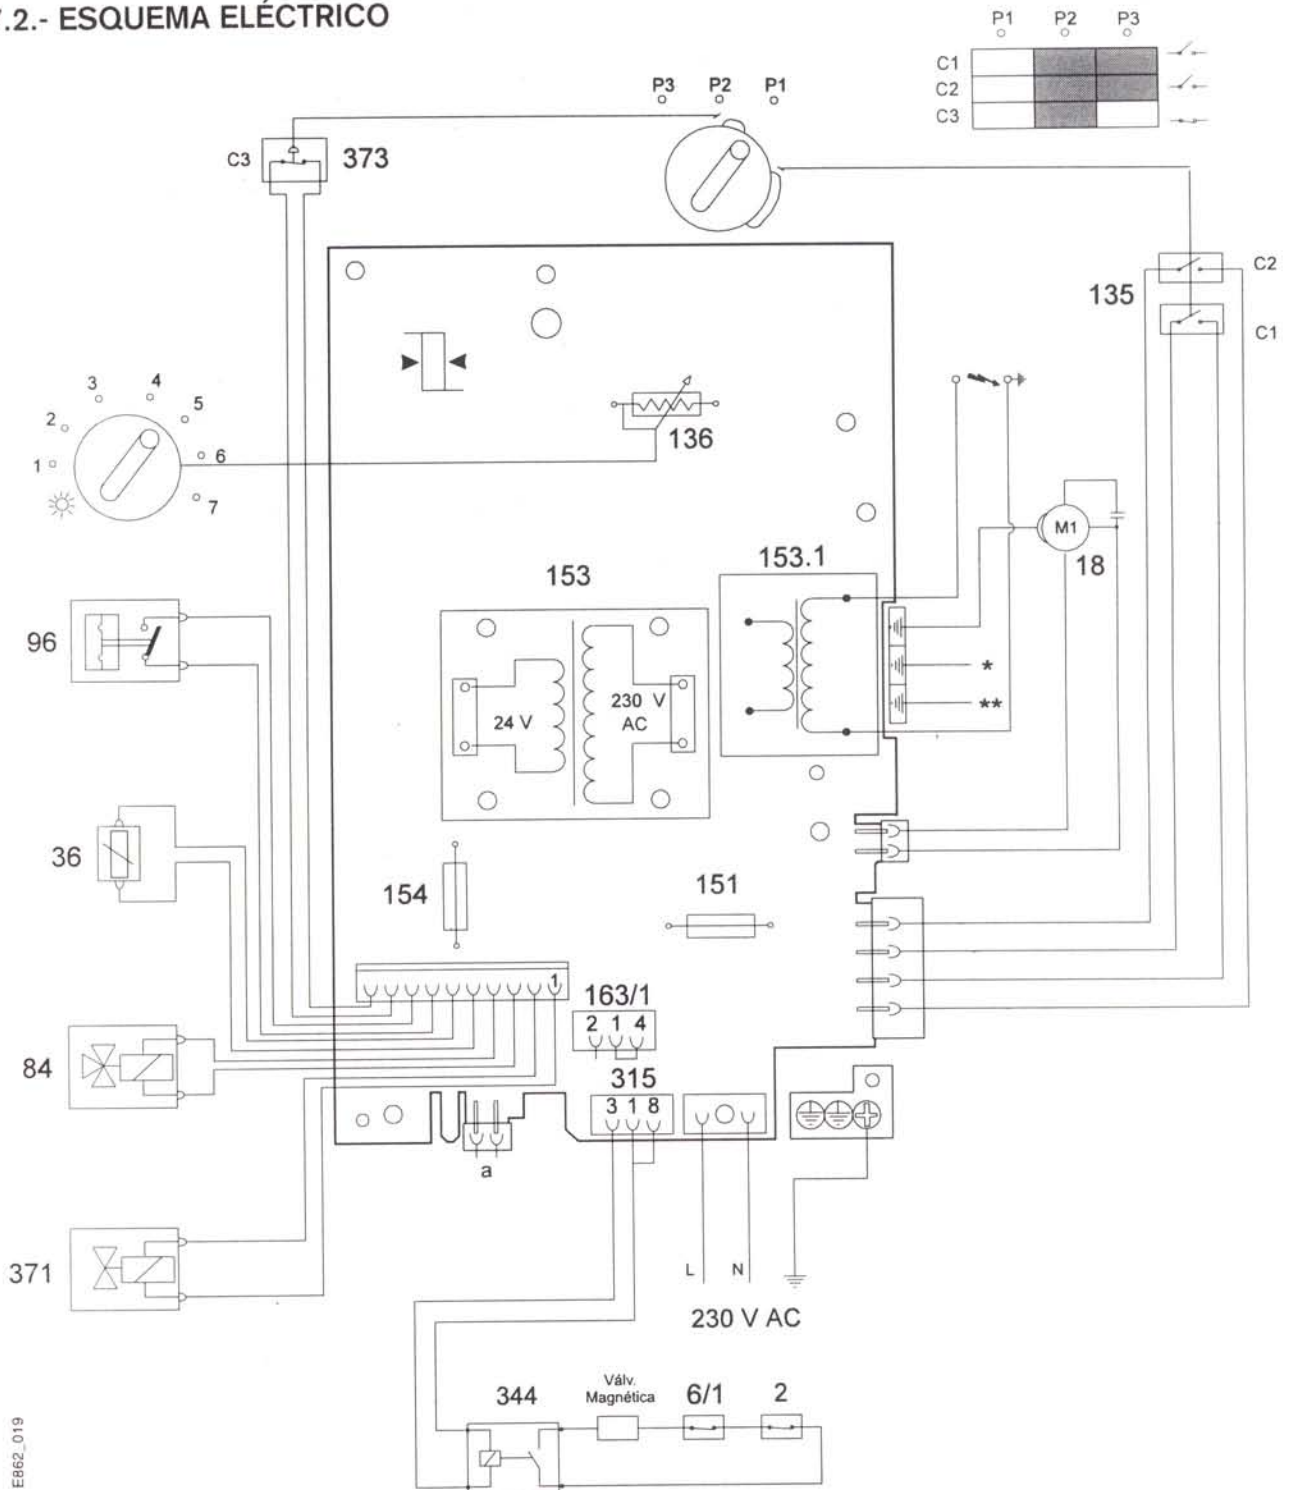 7.2.- ESQUEMA ELÉCTRICO
P1 P2 P3
C1
C2
C3
P3 P2 P1
C3 373
135
C2
C1
1 2 3 4 5 6 7
136
M1
18
153
153.1
96
24 V
230 V
AC
*
**
36
154
151
1
163/1
2 1 4
84
315
3 1 8
a
371
L N
230 V AC
344
Válv.
Magnética
6/1
2
E862_019